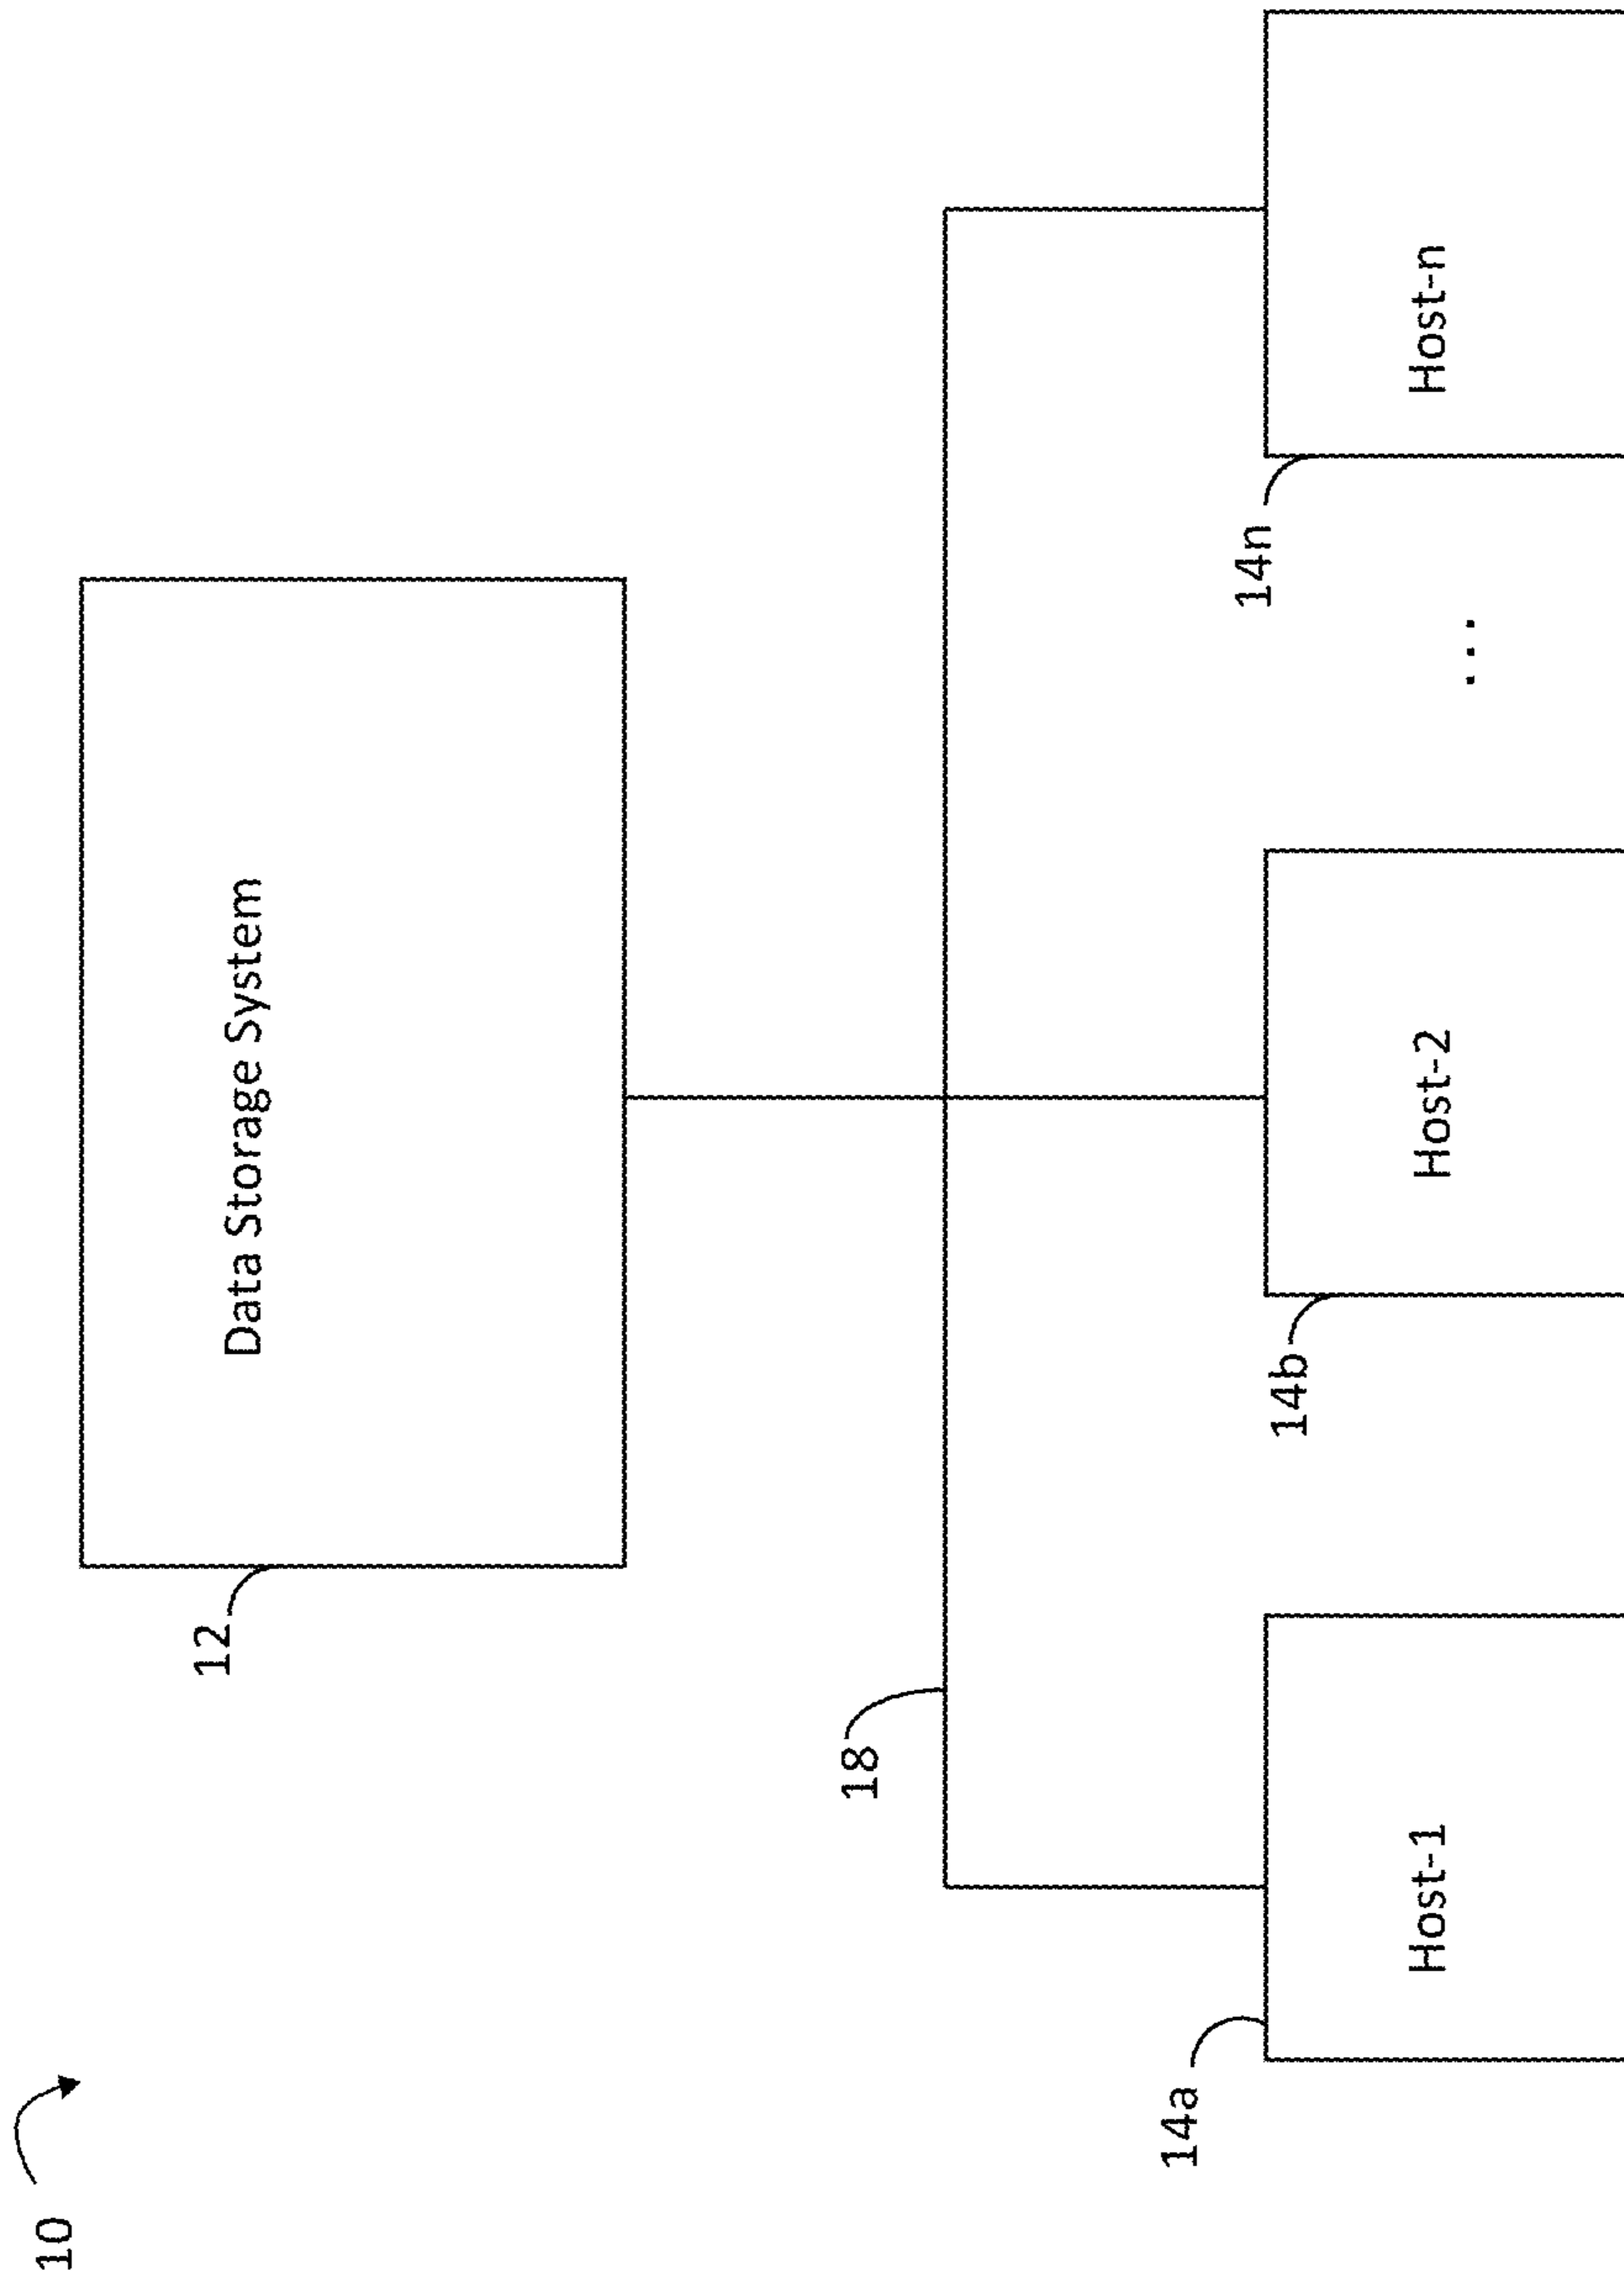 10
12
Data Storage System
18
14a
Host-1
14b
Host-2
...
14n
Host-n